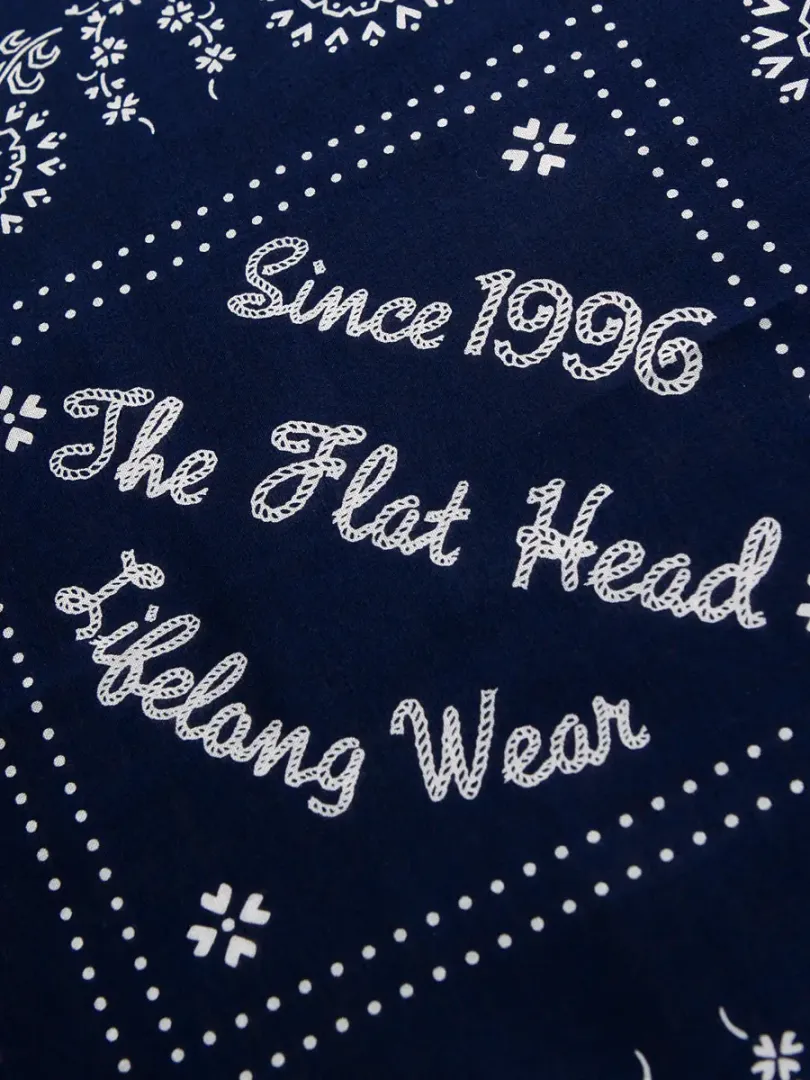 Since 1996
The Flat Head
Lifelong Wear